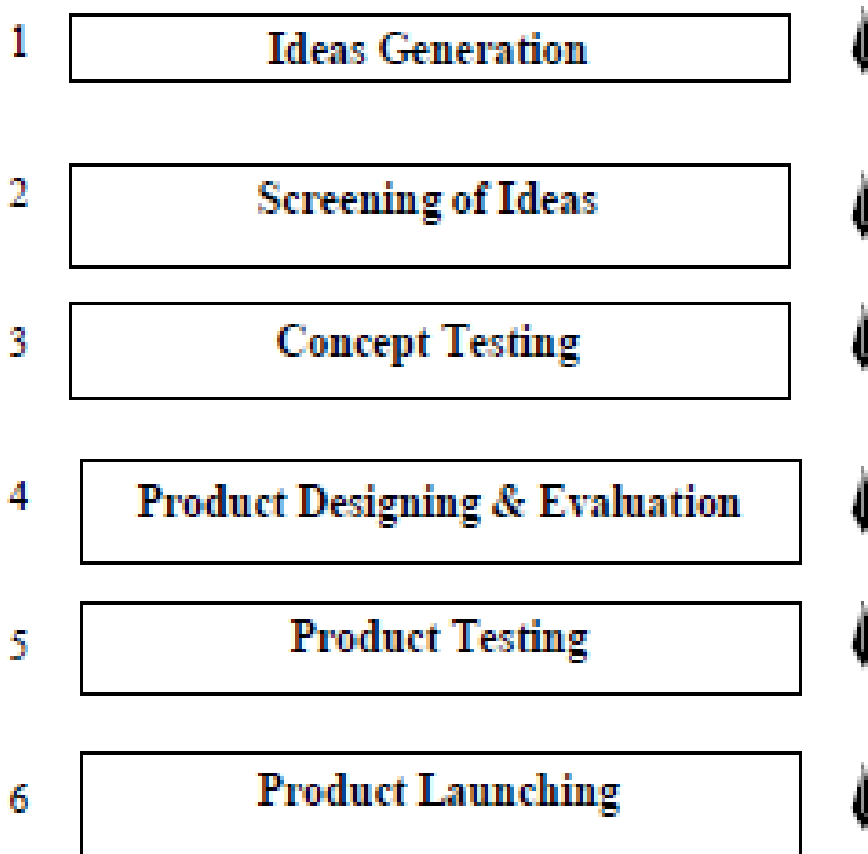 1 Ideas Generation
2 Screening of Ideas
3 Concept Testing
4 Product Designing & Evaluation
5 Product Testing
6 Product Launching